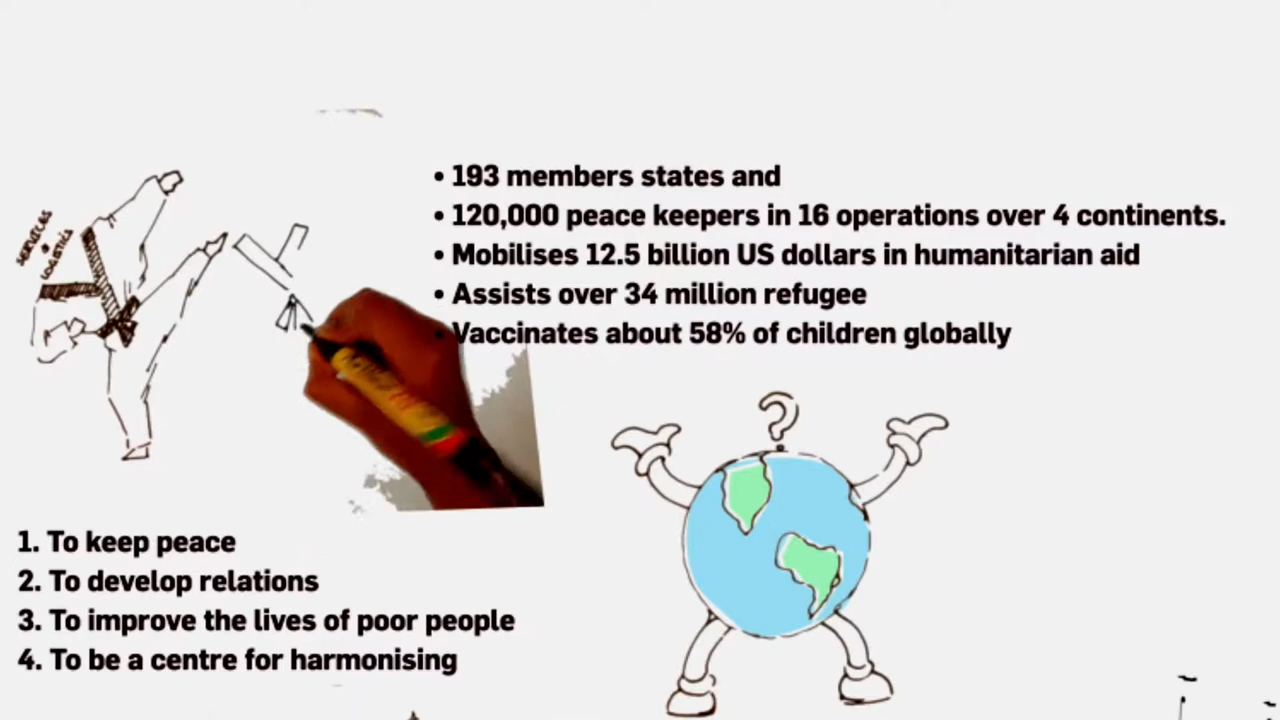 • 193 members states and
• 120,000 peace keepers in 16 operations over 4 continents.
• Mobilises 12.5 billion US dollars in humanitarian aid
• Assists over 34 million refugee
• Vaccinates about 58% of children globally
SERVICES
LOGISTICS
?
1. To keep peace
2. To develop relations
3. To improve the lives of poor people
4. To be a centre for harmonising